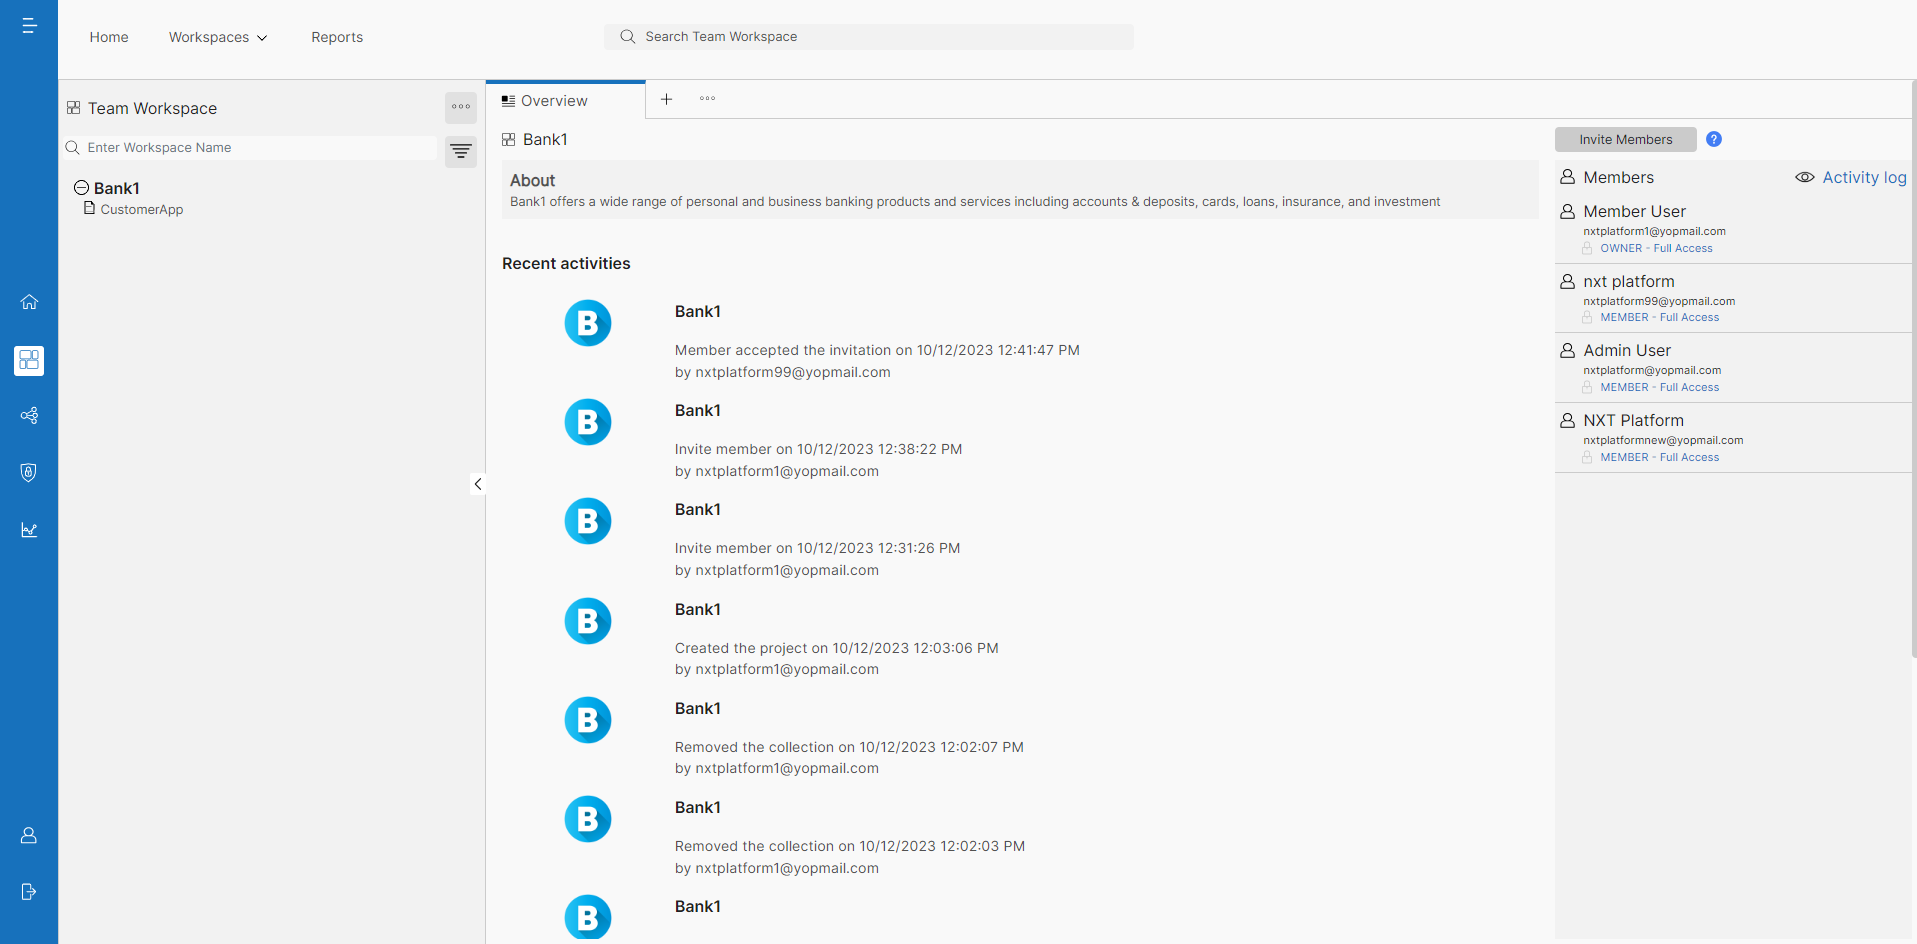 Home
Workspaces
Reports
Search Team Workspace
Team Workspace
Enter Workspace Name
Bank1
CustomerApp
Overview
Bank1
About
Bank1 offers a wide range of personal and business banking products and services including accounts & deposits, cards, loans, insurance, and investment
Recent activities
B
Bank1
Member accepted the invitation on 10/12/2023 12:41:47 PM
by nxtplatform99@yopmail.com
B
Bank1
Invite member on 10/12/2023 12:38:22 PM
by nxtplatform1@yopmail.com
B
Bank1
Invite member on 10/12/2023 12:31:26 PM
by nxtplatform1@yopmail.com
B
Bank1
Created the project on 10/12/2023 12:03:06 PM
by nxtplatform1@yopmail.com
B
Bank1
Removed the collection on 10/12/2023 12:02:07 PM
by nxtplatform1@yopmail.com
B
Bank1
Removed the collection on 10/12/2023 12:02:03 PM
by nxtplatform1@yopmail.com
B
Bank1
Invite Members ?
Members
Activity log
Member User
nxtplatform1@yopmail.com
OWNER - Full Access
nxt platform
nxtplatform99@yopmail.com
MEMBER - Full Access
Admin User
nxtplatform@yopmail.com
MEMBER - Full Access
NXT Platform
nxtplatformnew@yopmail.com
MEMBER - Full Access